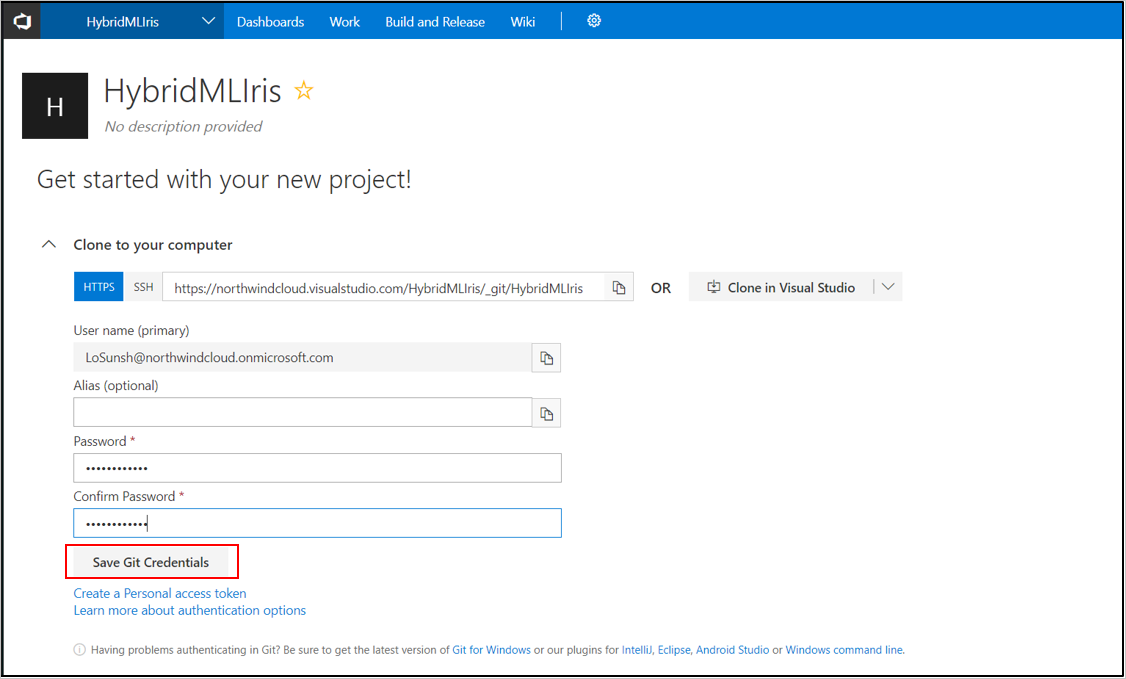 HybridMLIris Dashboards Work Build and Release Wiki
H
HybridMLIris
No description provided
Get started with your new project!
Clone to your computer
HTTPS SSH https://northwindcloud.visualstudio.com/HybridMLIris/_git/HybridMLIris OR Clone in Visual Studio
User name (primary)
LoSunsh@northwindcloud.onmicrosoft.com
Alias (optional)
Password *
••••••••••••
Confirm Password *
••••••••••••
Save Git Credentials
Create a Personal access token
Learn more about authentication options
Having problems authenticating in Git? Be sure to get the latest version of Git for Windows or our plugins for IntelliJ, Eclipse, Android Studio or Windows command line.